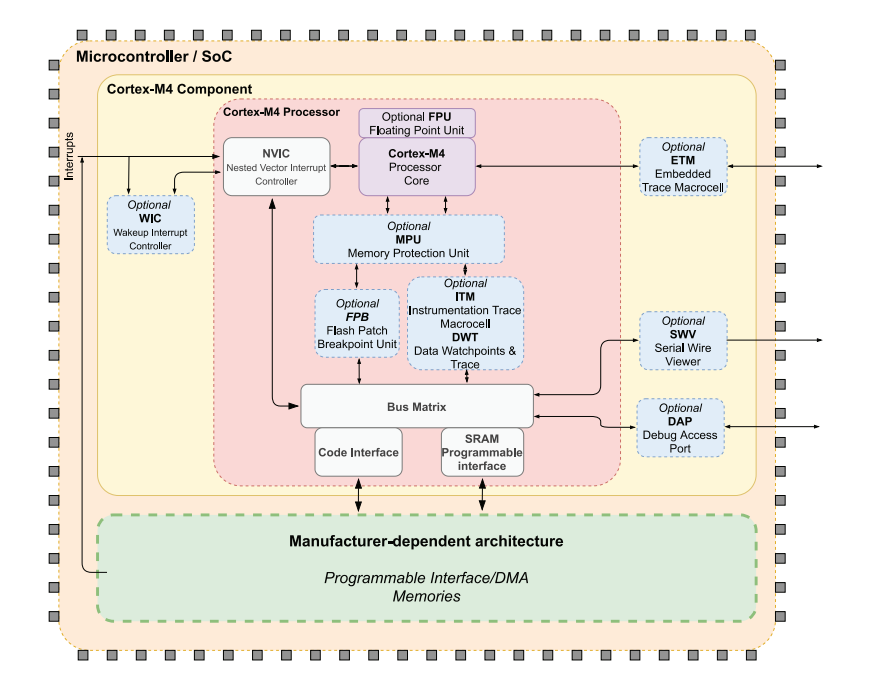 Microcontroller / SoC
Cortex-M4 Component
Cortex-M4 Processor
Optional FPU
Floating Point Unit
Interrupts
NVIC
Nested Vector Interrupt
Controller
Cortex-M4
Processor
Core
Optional
ETM
Embedded
Trace Macrocell
Optional
WIC
Wakeup Interrupt
Controller
Optional
MPU
Memory Protection Unit
Optional
FPB
Flash Patch
Breakpoint Unit
Optional
ITM
Instrumentation Trace
Macrocell
DWT
Data Watchpoints &
Trace
Optional
SWV
Serial Wire
Viewer
Bus Matrix
Optional
DAP
Debug Access
Port
Code Interface
SRAM
Programmable
interface
Manufacturer-dependent architecture
Programmable Interface/DMA
Memories